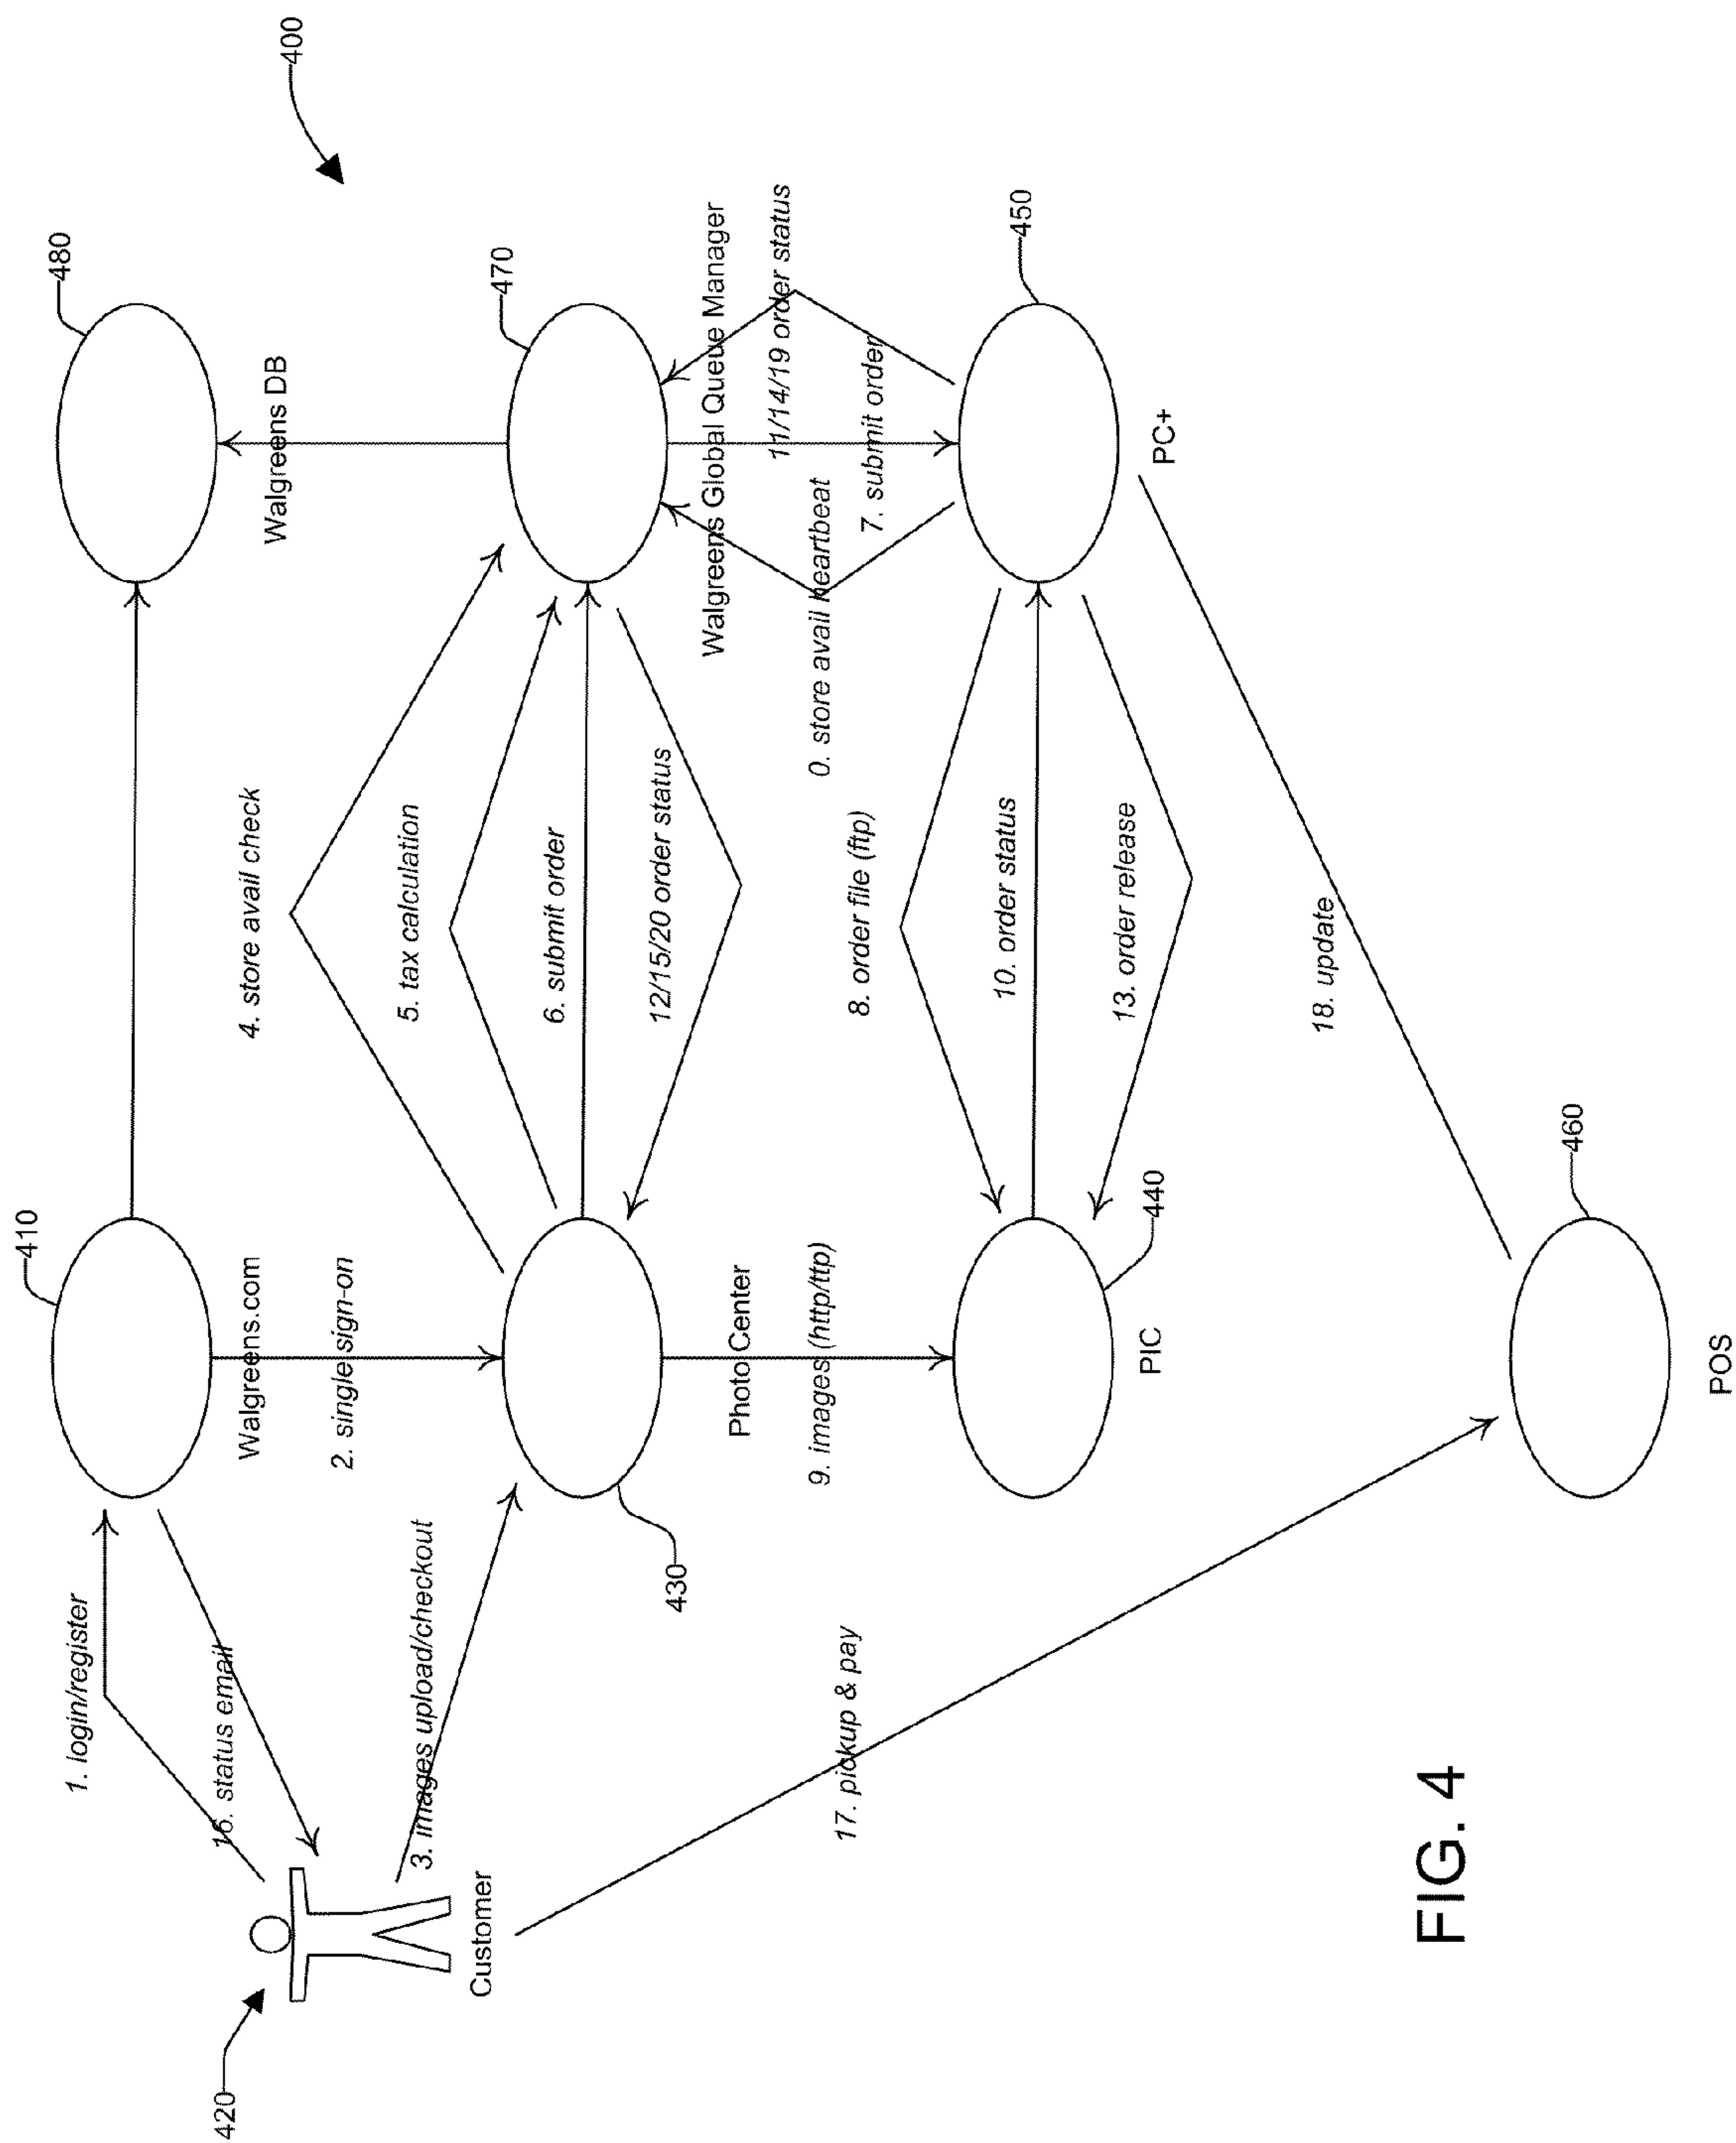 400
480
Walgreens DB
470
Walgreens Global Queue Manager
11/14/19 order status
7. submit order
0. store avail heartbeat
450
PC+
4. store avail check
5. tax calculation
6. submit order
12/15/20 order status
8. order file (ftp)
10. order status
13. order release
18. update
410
Walgreens.com
2. single sign-on
Photo Center
9. images (http/ttp)
440
PIC
460
POS
1. login/register
16. status email
3. images upload/checkout
430
17. pickup & pay
420
Customer
FIG. 4